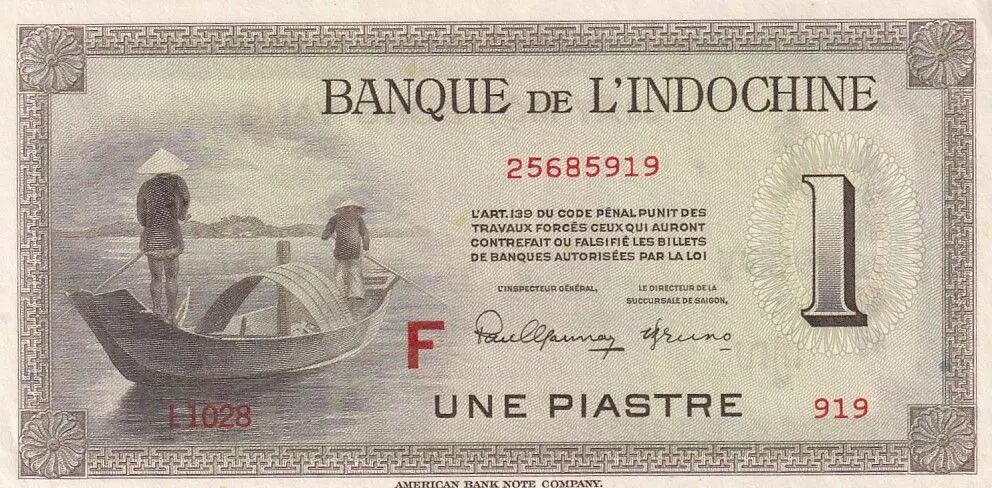 BANQUE DE L'INDOCHINE
25685919
L'ART.139 DU CODE PÉNAL PUNIT DES
TRAVAUX FORCÉS CEUX QUI AURONT
CONTREFAIT OU FALSIFIÉ LES BILLETS
DE BANQUES AUTORISÉES PAR LA LOI
1
L'INSPECTEUR GÉNÉRAL,
LE DIRECTEUR DE LA
SUCCURSALE DE SAIGON,
F
L1028
UNE PIASTRE
919
AMERICAN BANK NOTE COMPANY.